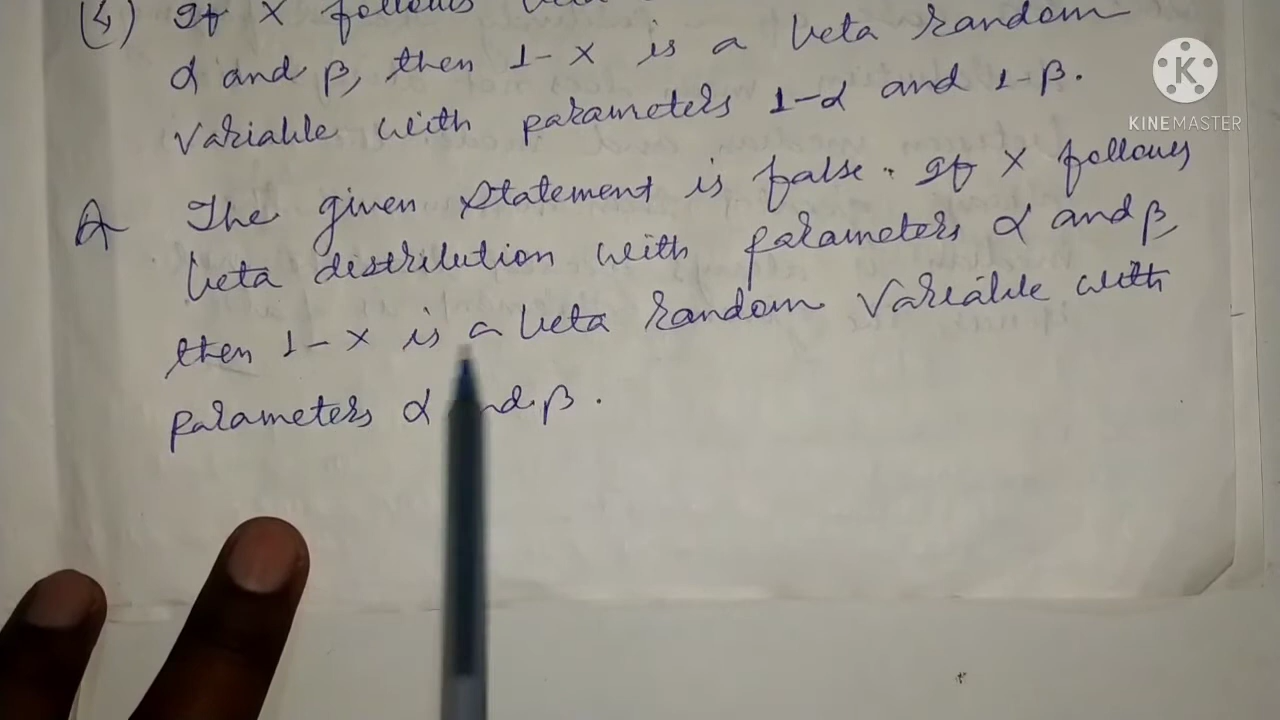 (4) If X follows
α and β, then 1-X is a beta random
variable with parameters 1-α and 1-β.
A The given statement is false. If X follows
beta distribution with parameters α and β,
then 1-X is a beta random variable with
parameters α and β.
K
KINEMASTER